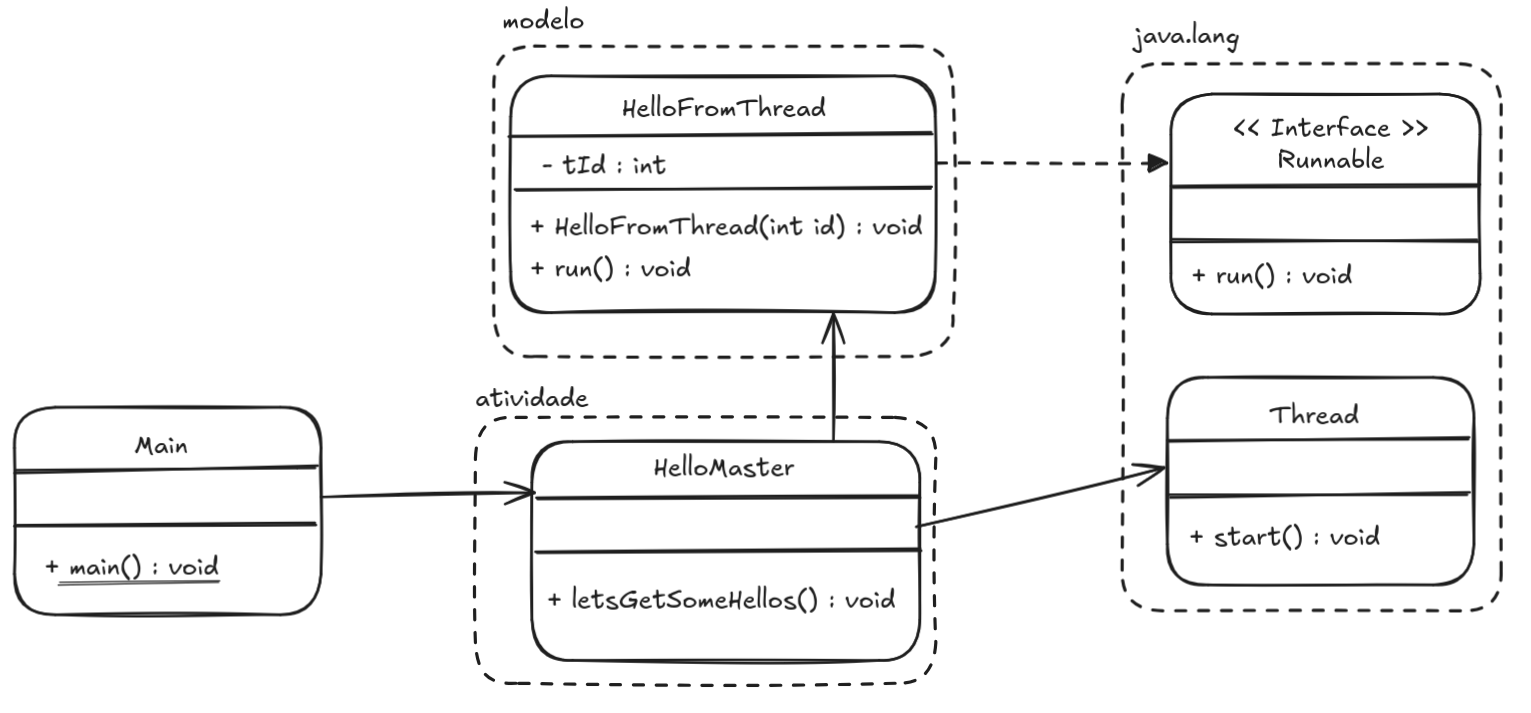 modelo
HelloFromThread
- tId : int
+ HelloFromThread(int id) : void
+ run() : void
java.lang
<< Interface >>
Runnable
+ run() : void
Main
+ main() : void
atividade
HelloMaster
+ letsGetSomeHellos() : void
Thread
+ start() : void